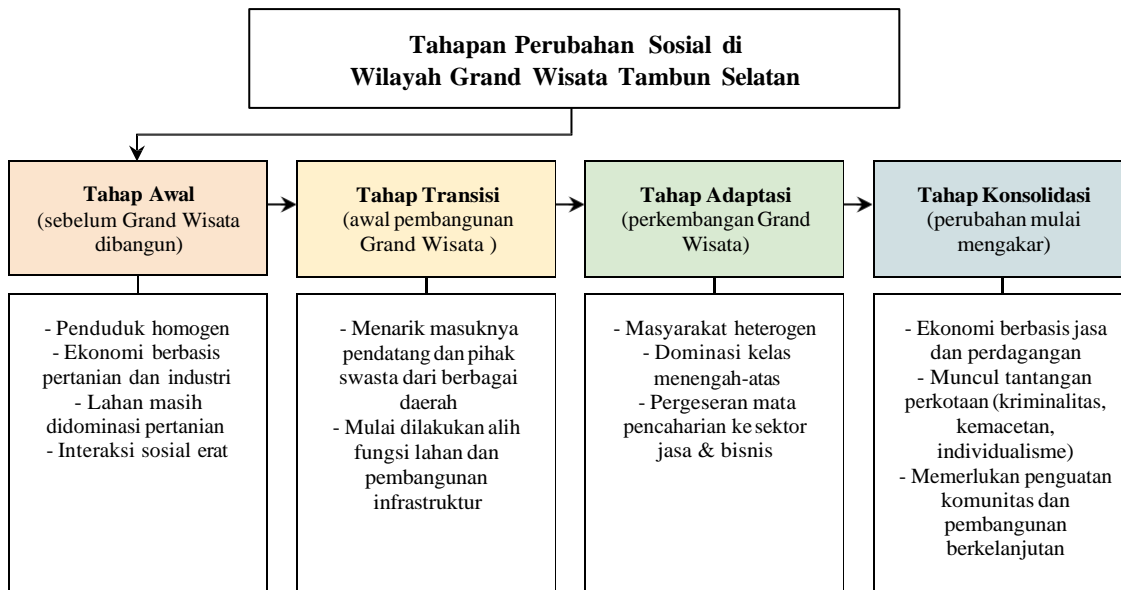 Tahapan Perubahan Sosial di
Wilayah Grand Wisata Tambun Selatan
Tahap Awal
(sebelum Grand Wisata
dibangun)
Tahap Transisi
(awal pembangunan
Grand Wisata )
Tahap Adaptasi
(perkembangan Grand
Wisata)
Tahap Konsolidasi
(perubahan mulai
mengakar)
- Penduduk homogen
- Ekonomi berbasis
pertanian dan industri
- Lahan masih
didominasi pertanian
- Interaksi sosial erat
- Menarik masuknya
pendatang dan pihak
swasta dari berbagai
daerah
- Mulai dilakukan alih
fungsi lahan dan
pembangunan
infrastruktur
- Masyarakat heterogen
- Dominasi kelas
menengah-atas
- Pergeseran mata
pencaharian ke sektor
jasa & bisnis
- Ekonomi berbasis jasa
dan perdagangan
- Muncul tantangan
perkotaan (kriminalitas,
kemacetan,
individualisme)
- Memerlukan penguatan
komunitas dan
pembangunan
berkelanjutan